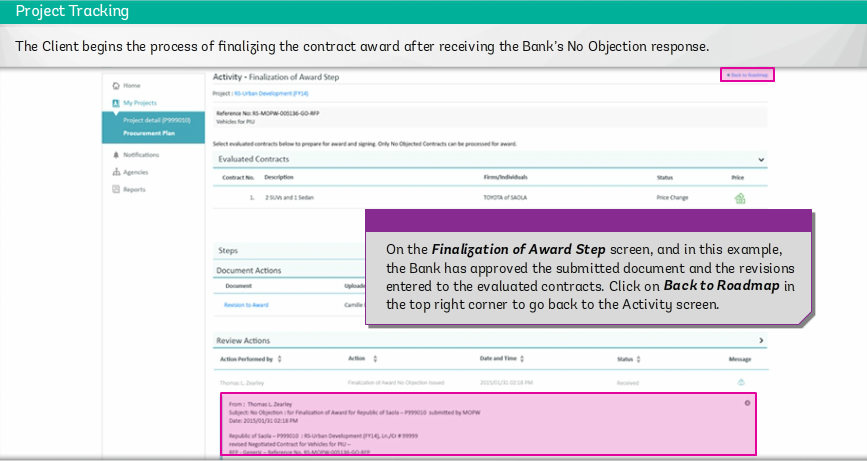 Project Tracking
The Client begins the process of finalizing the contract award after receiving the Bank's No Objection response.
Activity - Finalization of Award Step
Back to Roadmap
Project : RS-Urban Development (FY14)
Home
My Projects
Project detail (P999010)
Procurement Plan
Notifications
Agencies
Reports
Reference No: RS-MOPW-005136-GO-RFP
Vehicles for PIU
Select evaluated contracts below to prepare for award and signing. Only No Objected Contracts can be processed for award.
Evaluated Contracts
Contract No. Description Firms/Individuals Status Price
1. 2 SUVs and 1 Sedan TOYOTA of SAOLA Price Change
On the Finalization of Award Step screen, and in this example,
the Bank has approved the submitted document and the revisions
entered to the evaluated contracts. Click on Back to Roadmap in
the top right corner to go back to the Activity screen.
Steps
Document Actions
Document Uploade
Revision to Award Camille
Review Actions
Action Performed by Action Date and Time Status Message
Thomas L. Zearley Finalization of Award No Objection Issued 2015/01/31 02:18 PM Received
From : Thomas L. Zearley
Subject: No Objection : for Finalization of Award for Republic of Saola – P999010 submitted by MOPW
Date: 2015/01/31 02:18 PM
Republic of Saola – P999010 : RS-Urban Development (FY14), Ln./Cr # 99999
revised Negotiated Contract for Vehicles for PIU –
RFP - Generic – Reference No. RS-MOPW-005136-GO-RFP